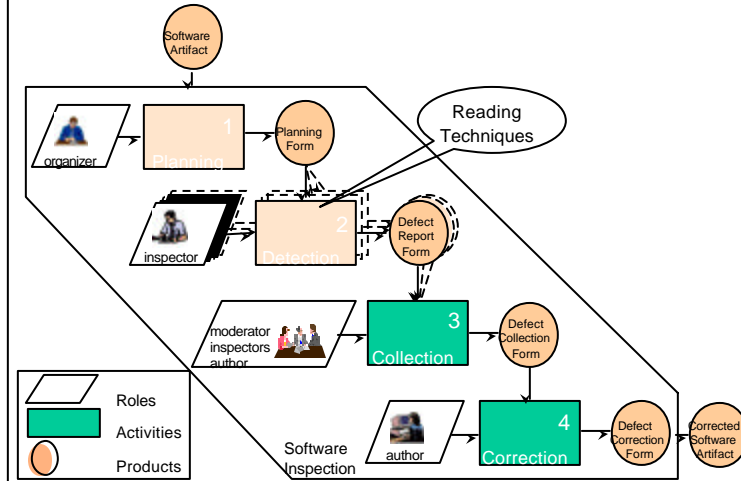 Software
Artifact
Reading
Techniques
1
Planning
organizer
Planning
Form
2
Detection
inspector
Defect
Report
Form
3
Collection
moderator
inspectors
author
Defect
Collection
Form
4
Correction
author
Defect
Correction
Form
Corrected
Software
Artifact
Roles
Activities
Products
Software
Inspection